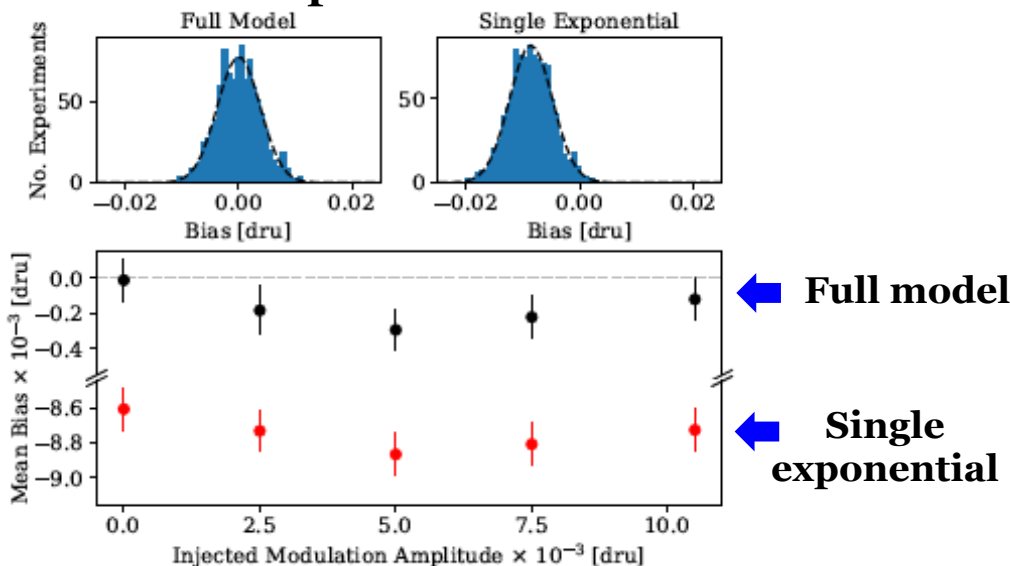 Full Model
Single Exponential
No. Experiments
50
0
50
0
−0.02 0.00 0.02
−0.02 0.00 0.02
Bias [dru]
Bias [dru]
Mean Bias × 10⁻³ [dru]
0.0
−0.2
−0.4
−8.6
−8.8
−9.0
Full model
Single
exponential
0.0 2.5 5.0 7.5 10.0
Injected Modulation Amplitude × 10⁻³ [dru]